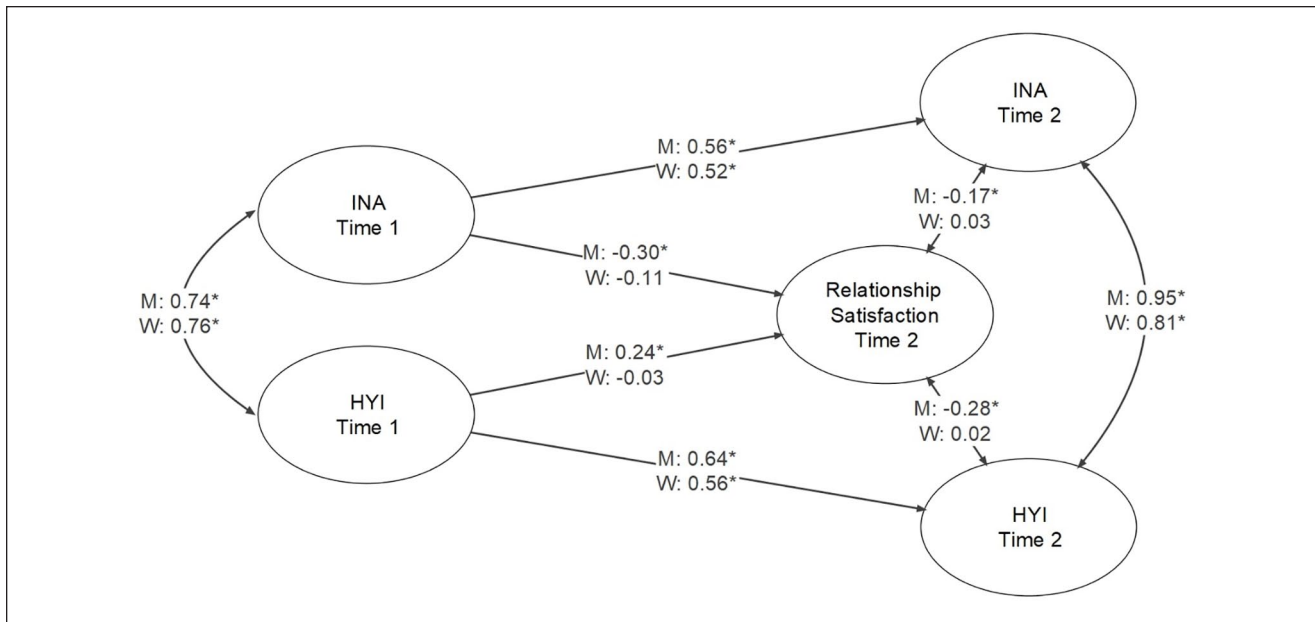 INA
Time 2
M: 0.56*
W: 0.52*
INA
Time 1
M: -0.17*
W: 0.03
M: -0.30*
W: -0.11
M: 0.74*
W: 0.76*
Relationship
Satisfaction
Time 2
M: 0.95*
W: 0.81*
M: 0.24*
W: -0.03
HYI
Time 1
M: -0.28*
W: 0.02
M: 0.64*
W: 0.56*
HYI
Time 2